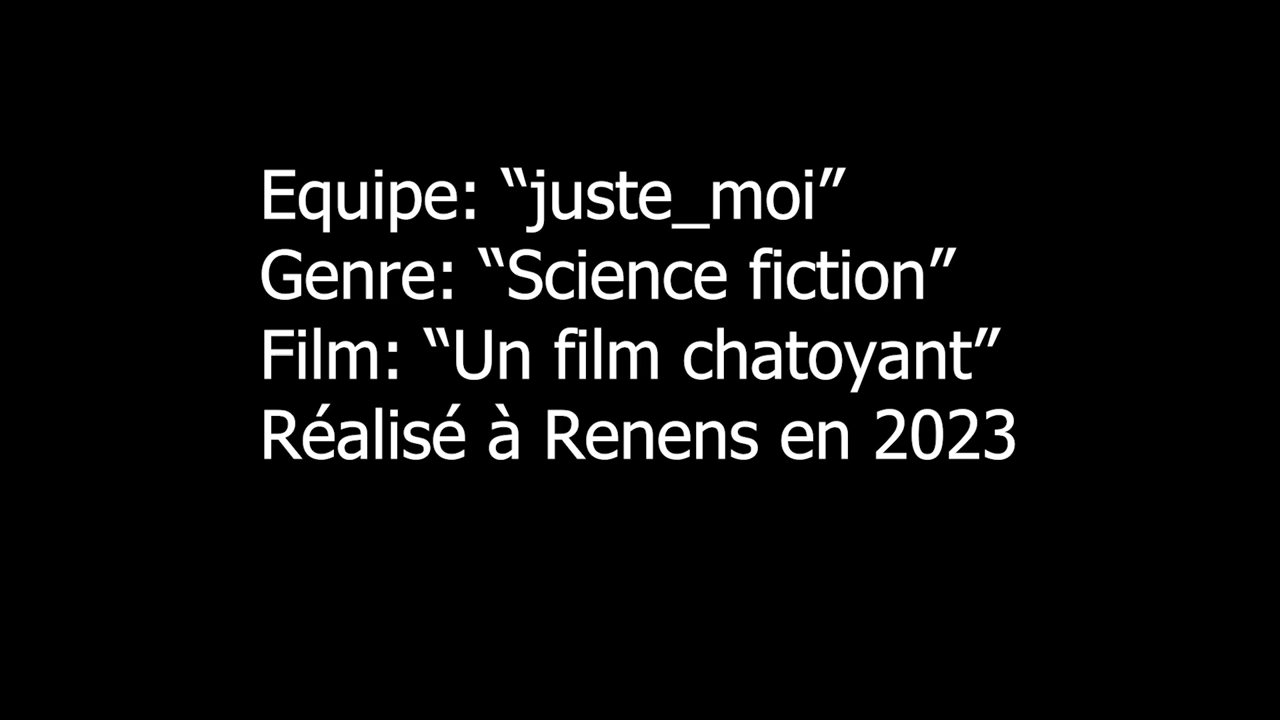 Equipe: “juste_moi”
Genre: “Science fiction”
Film: “Un film chatoyant”
Réalisé à Renens en 2023